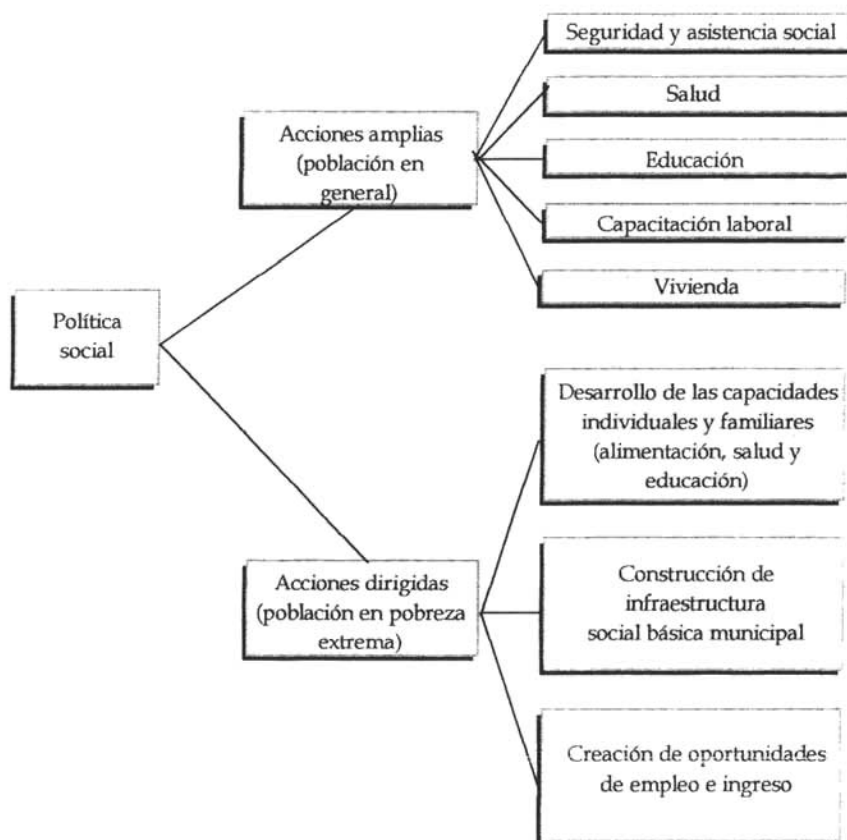 Política
social
Acciones amplias
(población en
general)
Seguridad y asistencia social
Salud
Educación
Capacitación laboral
Vivienda
Acciones dirigidas
(población en pobreza
extrema)
Desarrollo de las capacidades
individuales y familiares
(alimentación, salud y
educación)
Construcción de
infraestructura
social básica municipal
Creación de oportunidades
de empleo e ingreso